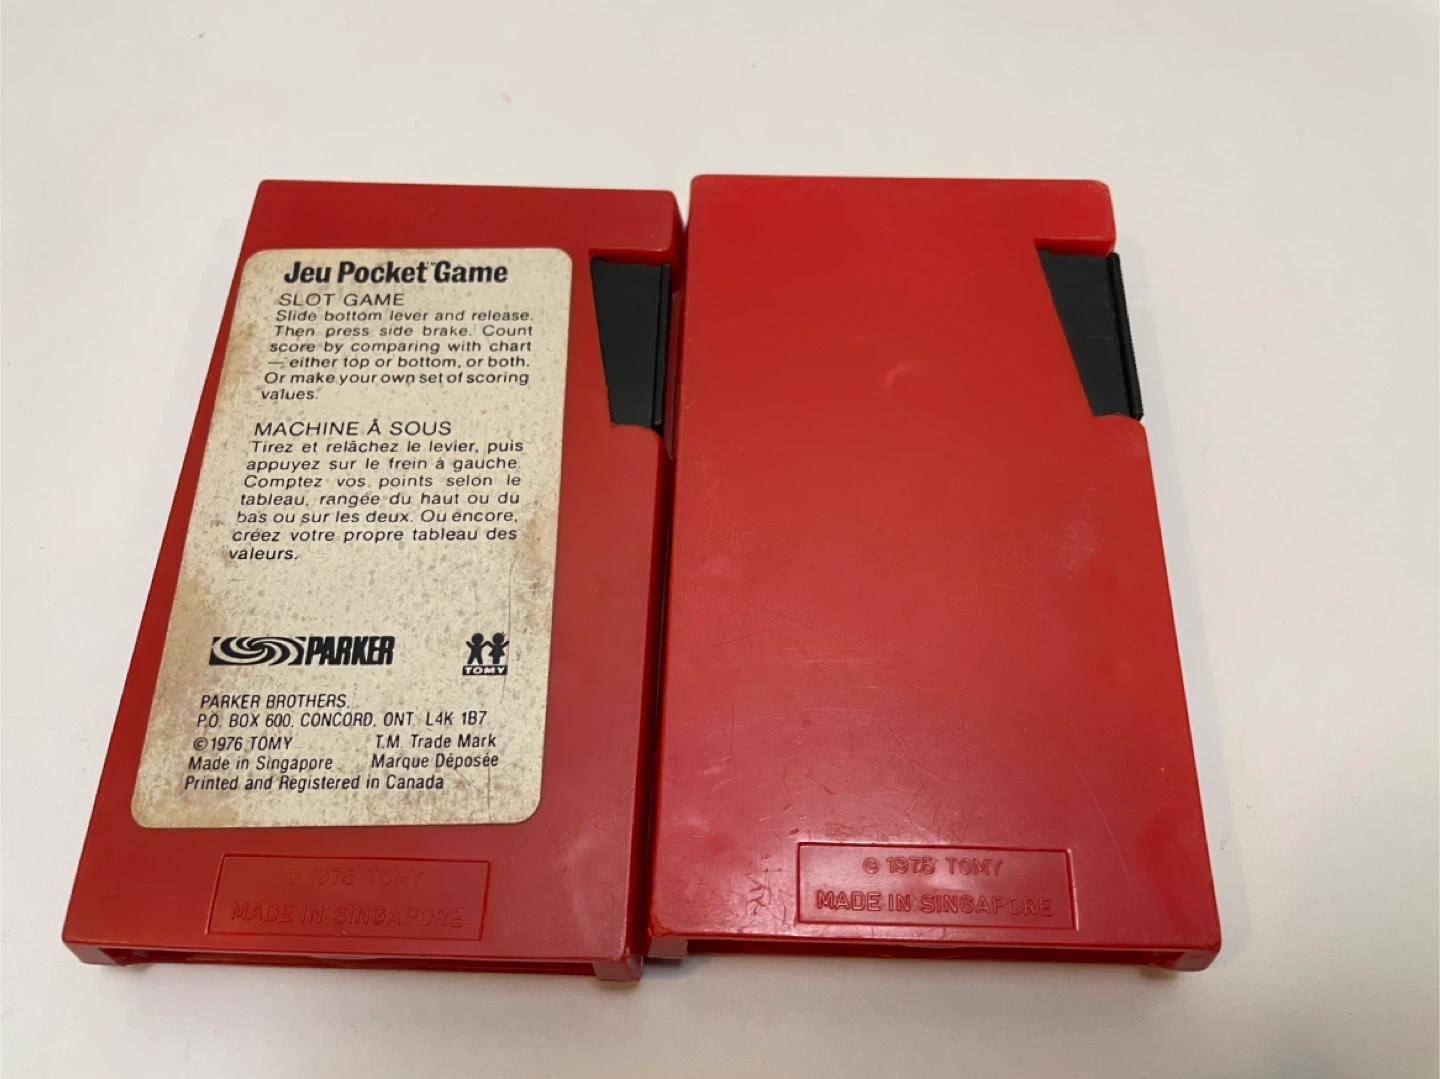 Jeu Pocket™ Game
SLOT GAME
Slide bottom lever and release.
Then press side brake. Count
score by comparing with chart
— either top or bottom, or both.
Or make your own set of scoring
values.
MACHINE Å SOUS
Tirez et relâchez le levier, puis
appuyez sur le frein à gauche.
Comptez vos points selon le
tableau, rangée du haut ou du
bas ou sur les deux. Ou encore,
créez votre propre tableau des
valeurs.
PARKER
TOMY
PARKER BROTHERS,
P.O. BOX 600, CONCORD, ONT. L4K 1B7
© 1976 TOMY T.M. Trade Mark
Made in Singapore Marque Déposée
Printed and Registered in Canada
© 1975 TOMY
MADE IN SINGAPORE
© 1975 TOMY
MADE IN SINGAPORE